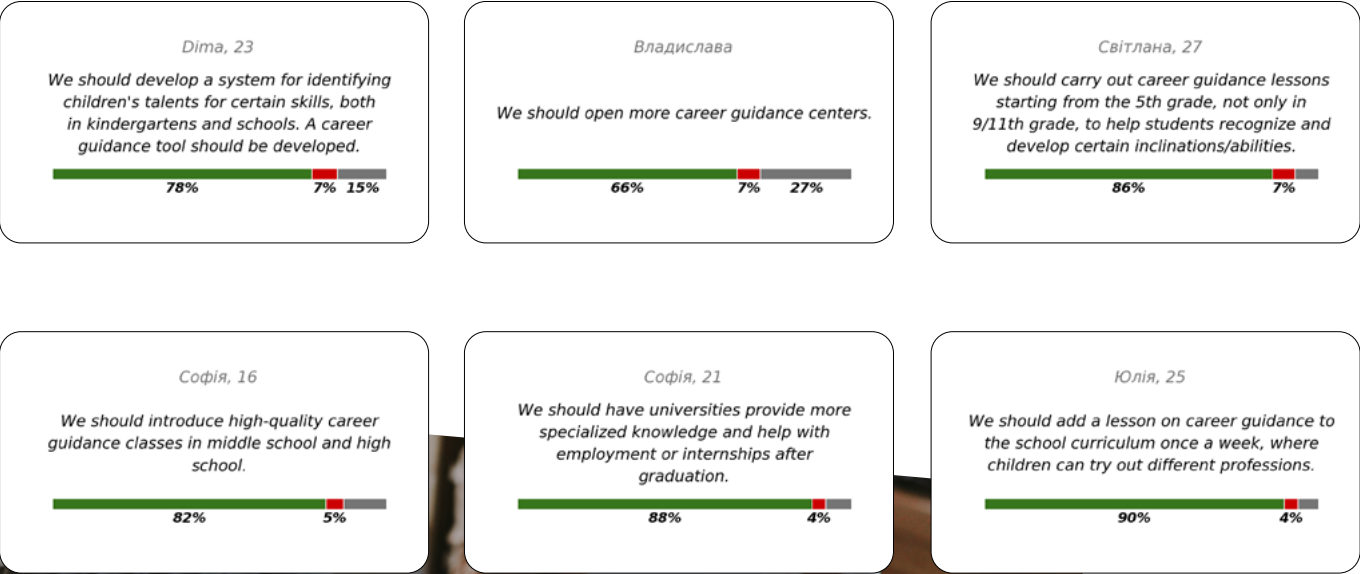 Dima, 23
We should develop a system for identifying
children's talents for certain skills, both
in kindergartens and schools. A career
guidance tool should be developed.
78% 7% 15%
Владислава
We should open more career guidance centers.
66% 7% 27%
Світлана, 27
We should carry out career guidance lessons
starting from the 5th grade, not only in
9/11th grade, to help students recognize and
develop certain inclinations/abilities.
86% 7%
Софія, 16
We should introduce high-quality career
guidance classes in middle school and high
school.
82% 5%
Софія, 21
We should have universities provide more
specialized knowledge and help with
employment or internships after
graduation.
88% 4%
Юлія, 25
We should add a lesson on career guidance to
the school curriculum once a week, where
children can try out different professions.
90% 4%